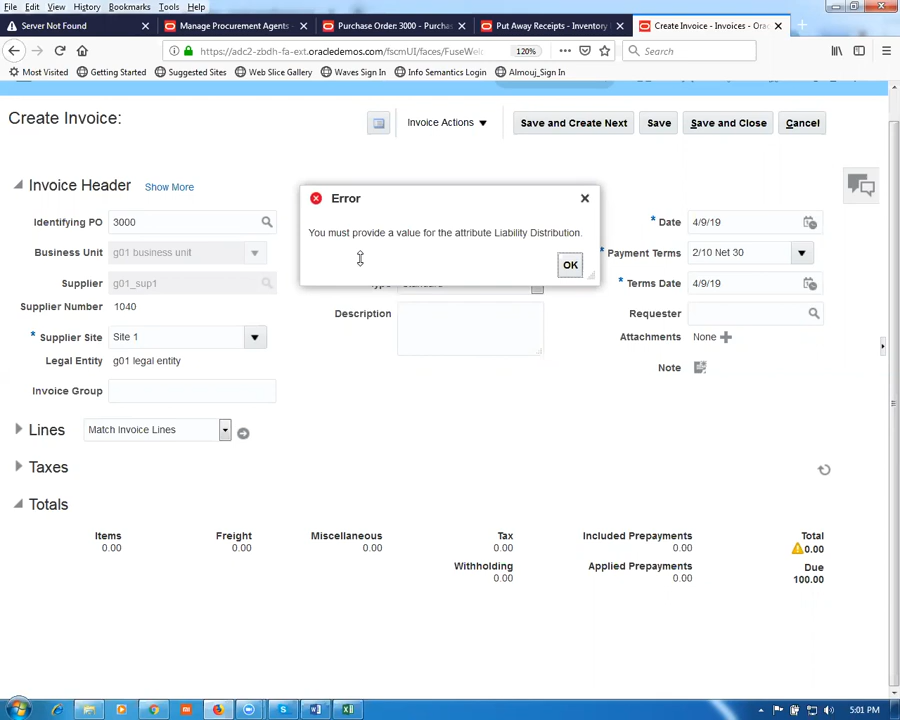 File Edit View History Bookmarks Tools Help
Server Not Found
Manage Procurement Agents -
Purchase Order: 3000 - Purchas
Put Away Receipts - Inventory
Create Invoice - Invoices - Orac
https://adc2-zbdh-fa-ext.oracledemos.com/fscmUI/faces/FuseWel
120%
Search
Most Visited Getting Started Suggested Sites Web Slice Gallery Waves Sign In Info Semantics Login Almouj_Sign In
Create Invoice:
Invoice Actions
Save and Create Next
Save
Save and Close
Cancel
Invoice Header
Show More
Error
You must provide a value for the attribute Liability Distribution.
OK
Identifying PO 3000
Business Unit g01 business unit
Supplier g01_sup1
Supplier Number 1040
* Supplier Site Site 1
Legal Entity g01 legal entity
Invoice Group
Description
* Date 4/9/19
* Payment Terms 2/10 Net 30
* Terms Date 4/9/19
Requester
Attachments None
Note
Lines Match Invoice Lines
Taxes
Totals
Items Freight Miscellaneous Tax Included Prepayments Total
0.00 0.00 0.00 0.00 0.00 0.00
Withholding Applied Prepayments Due
0.00 0.00 100.00
5:01 PM